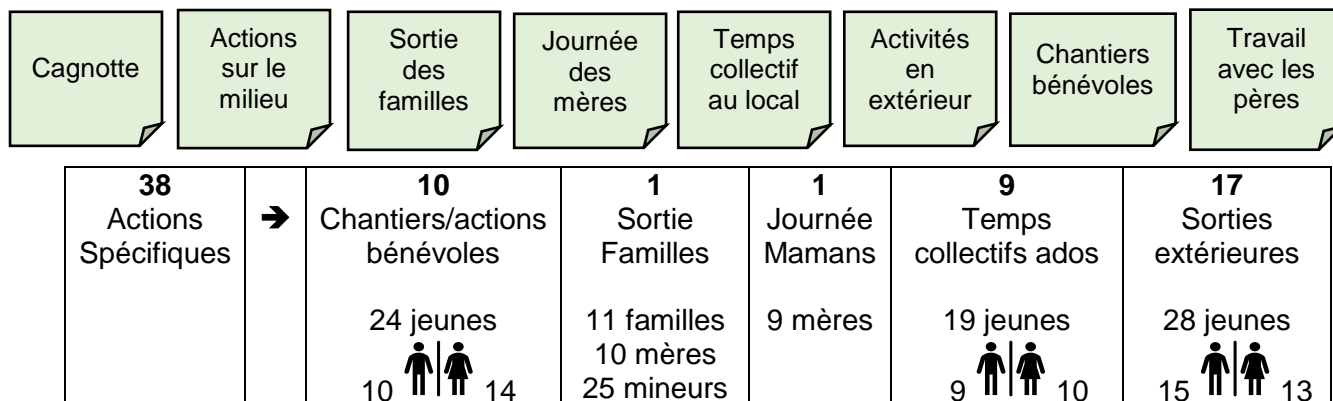 Cagnotte
Actions
sur le
milieu
Sortie
des
familles
Journée
des
mères
Temps
collectif
au local
Activités
en
extérieur
Chantiers
bénévoles
Travail
avec les
pères
38
Actions
Spécifiques
➔
10
Chantiers/actions
bénévoles
24 jeunes
10 14
1
Sortie
Familles
11 familles
10 mères
25 mineurs
1
Journée
Mamans
9 mères
9
Temps
collectifs ados
19 jeunes
9 10
17
Sorties
extérieures
28 jeunes
15 13